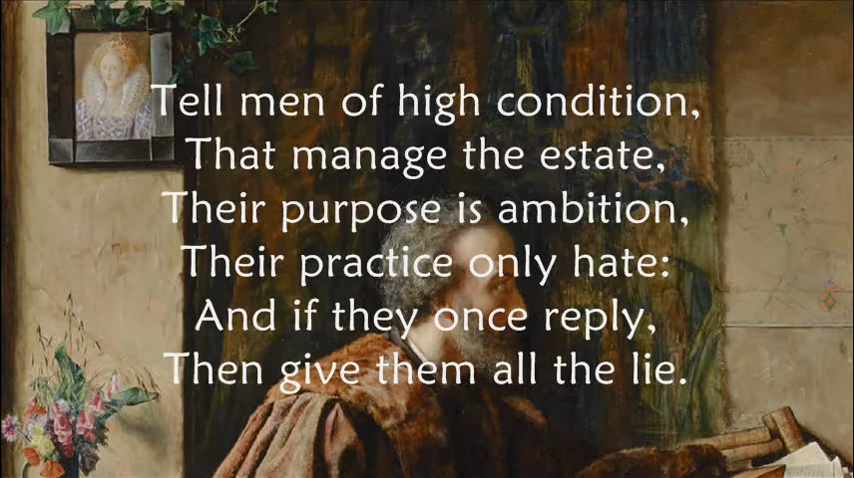 Tell men of high condition,
That manage the estate,
Their purpose is ambition,
Their practice only hate:
And if they once reply,
Then give them all the lie.